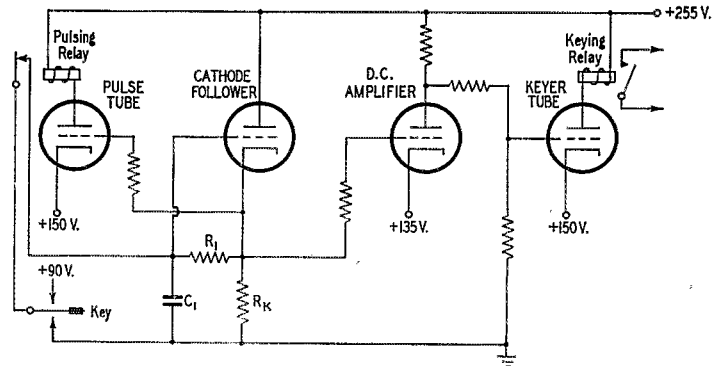 +255 V.
Pulsing
Relay
PULSE
TUBE
CATHODE
FOLLOWER
D.C.
AMPLIFIER
Keying
Relay
KEYER
TUBE
+150 V.
+135 V.
+150 V.
R1
+90 V.
Key
C1
RK